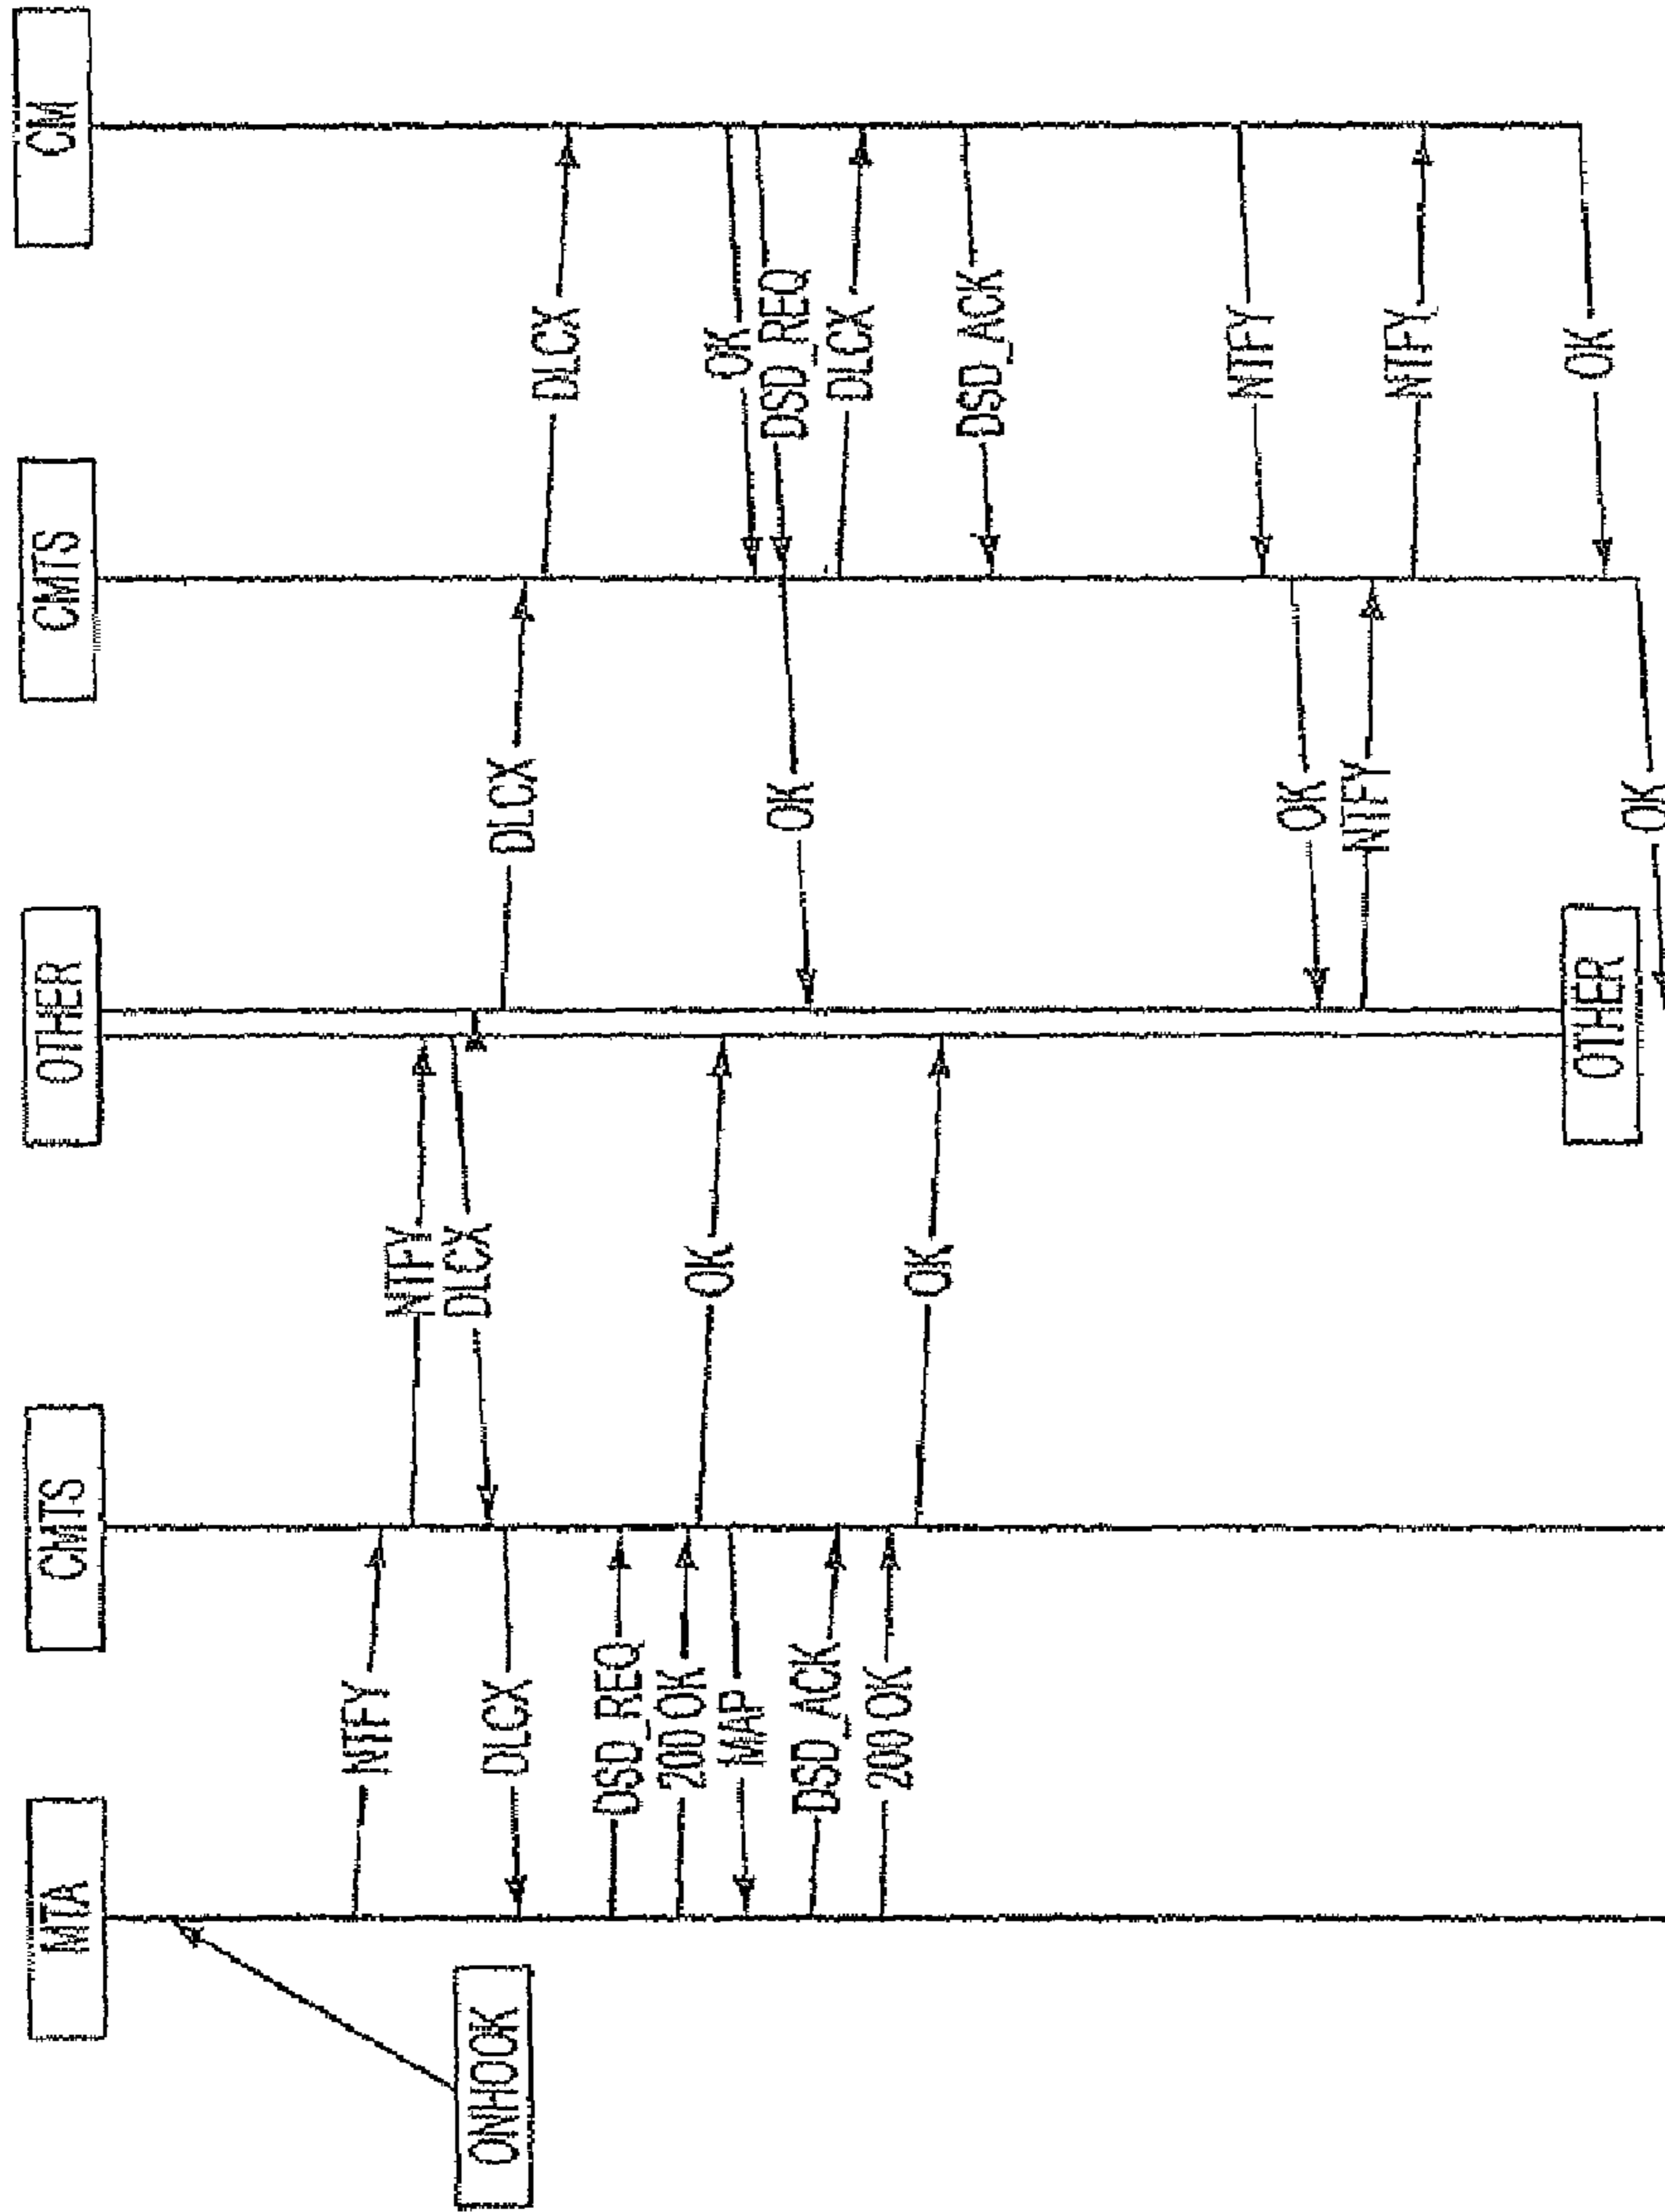 MTA
CMTS
OTHER
CMTS
CM
NTFY
NTFY
DLCX
ONHOOK
DLCX
DLCX
DLCX
DSD_REQ
200 OK
OK
OK
MAP
DSD_REQ
OK
DSD_ACK
DLCX
200 OK
OK
DSD_ACK
NTFY
OK
NTFY
NTFY
OK
OTHER
OK